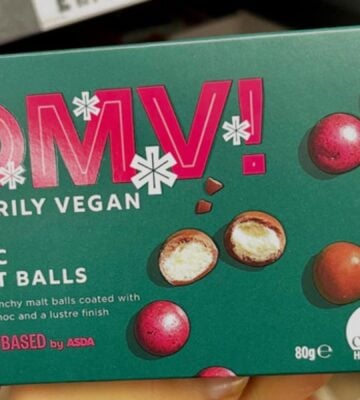 OMV!
RILY VEGAN
C
T BALLS
nchy malt balls coated with
hoc and a lustre finish
BASED by ASDA
80g e